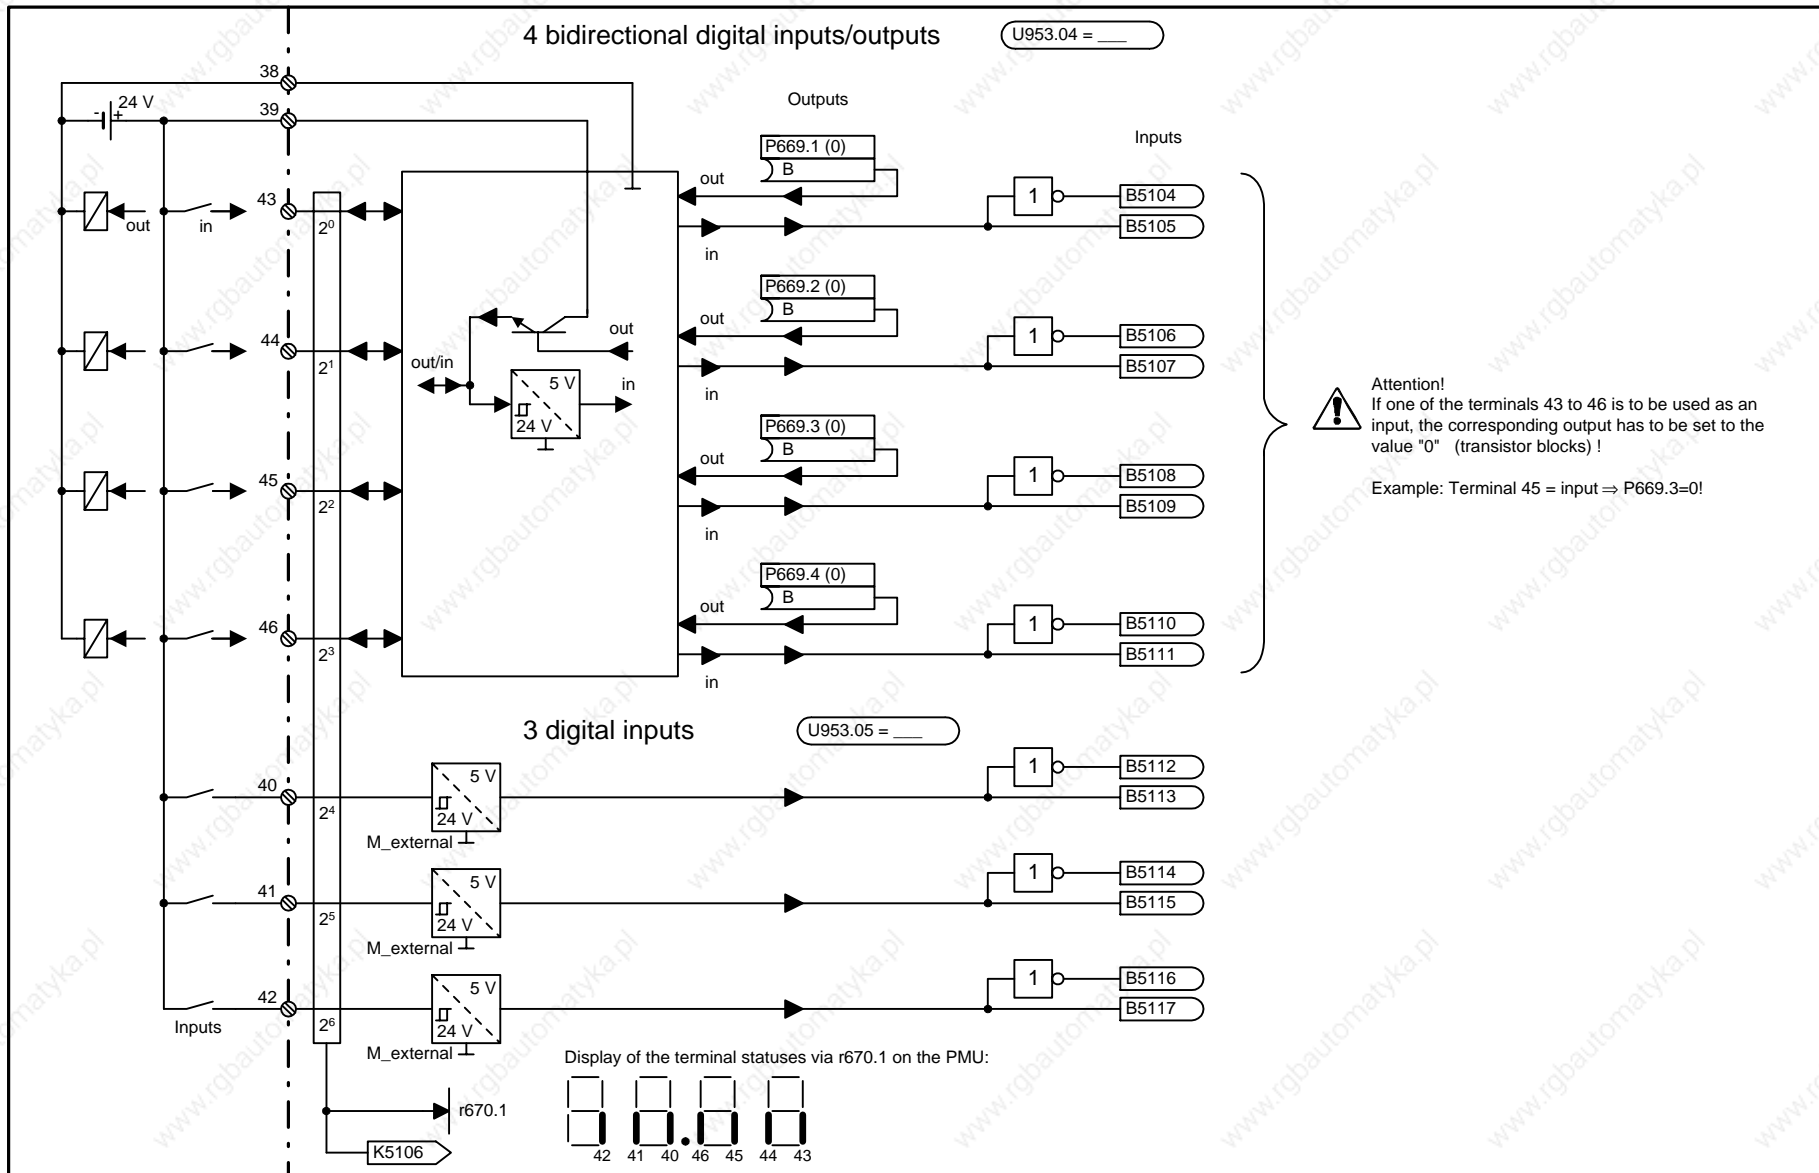 4 bidirectional digital inputs/outputs
U953.04 = ___
38
24 V
- +
39
Outputs
Inputs
P669.1 (0)
B
out
in
43
2⁰
out
in
1
B5104
B5105
P669.2 (0)
B
out
in
44
2¹
1
B5106
B5107
out
out/in
in
5 V
24 V
P669.3 (0)
B
out
in
45
2²
1
B5108
B5109
P669.4 (0)
B
out
in
46
2³
1
B5110
B5111
Attention!
If one of the terminals 43 to 46 is to be used as an
input, the corresponding output has to be set to the
value "0" (transistor blocks) !
Example: Terminal 45 = input ⇒ P669.3=0!
3 digital inputs
U953.05 = ___
40
2⁴
5 V
24 V
M_external
1
B5112
B5113
41
2⁵
5 V
24 V
M_external
1
B5114
B5115
42
2⁶
Inputs
5 V
24 V
M_external
1
B5116
B5117
Display of the terminal statuses via r670.1 on the PMU:
r670.1
K5106
42 41 40 46 45 44 43
www.rgbautomatyka.pl